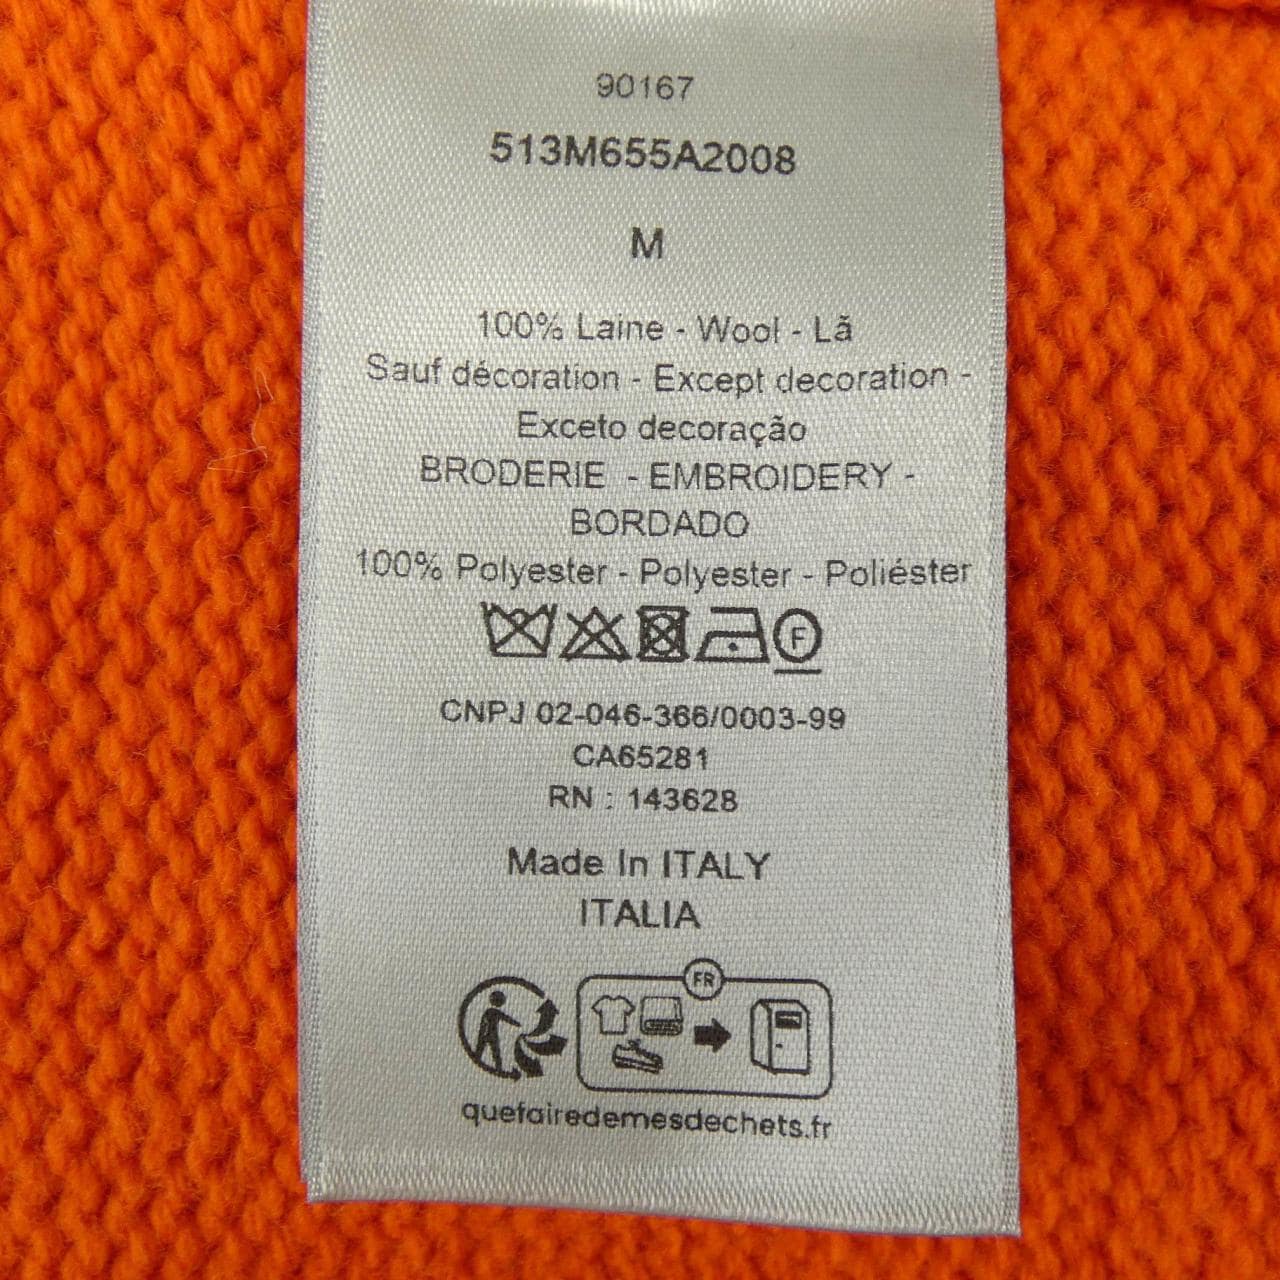 90167
513M655A2008
M
100% Laine - Wool - Lã
Sauf décoration - Except decoration -
Exceto decoração
BRODERIE - EMBROIDERY -
BORDADO
100% Polyester - Polyester - Poliéster
F
CNPJ 02-046-366/0003-99
CA65281
RN : 143628
Made In ITALY
ITALIA
FR
quefairedemesdechets.fr